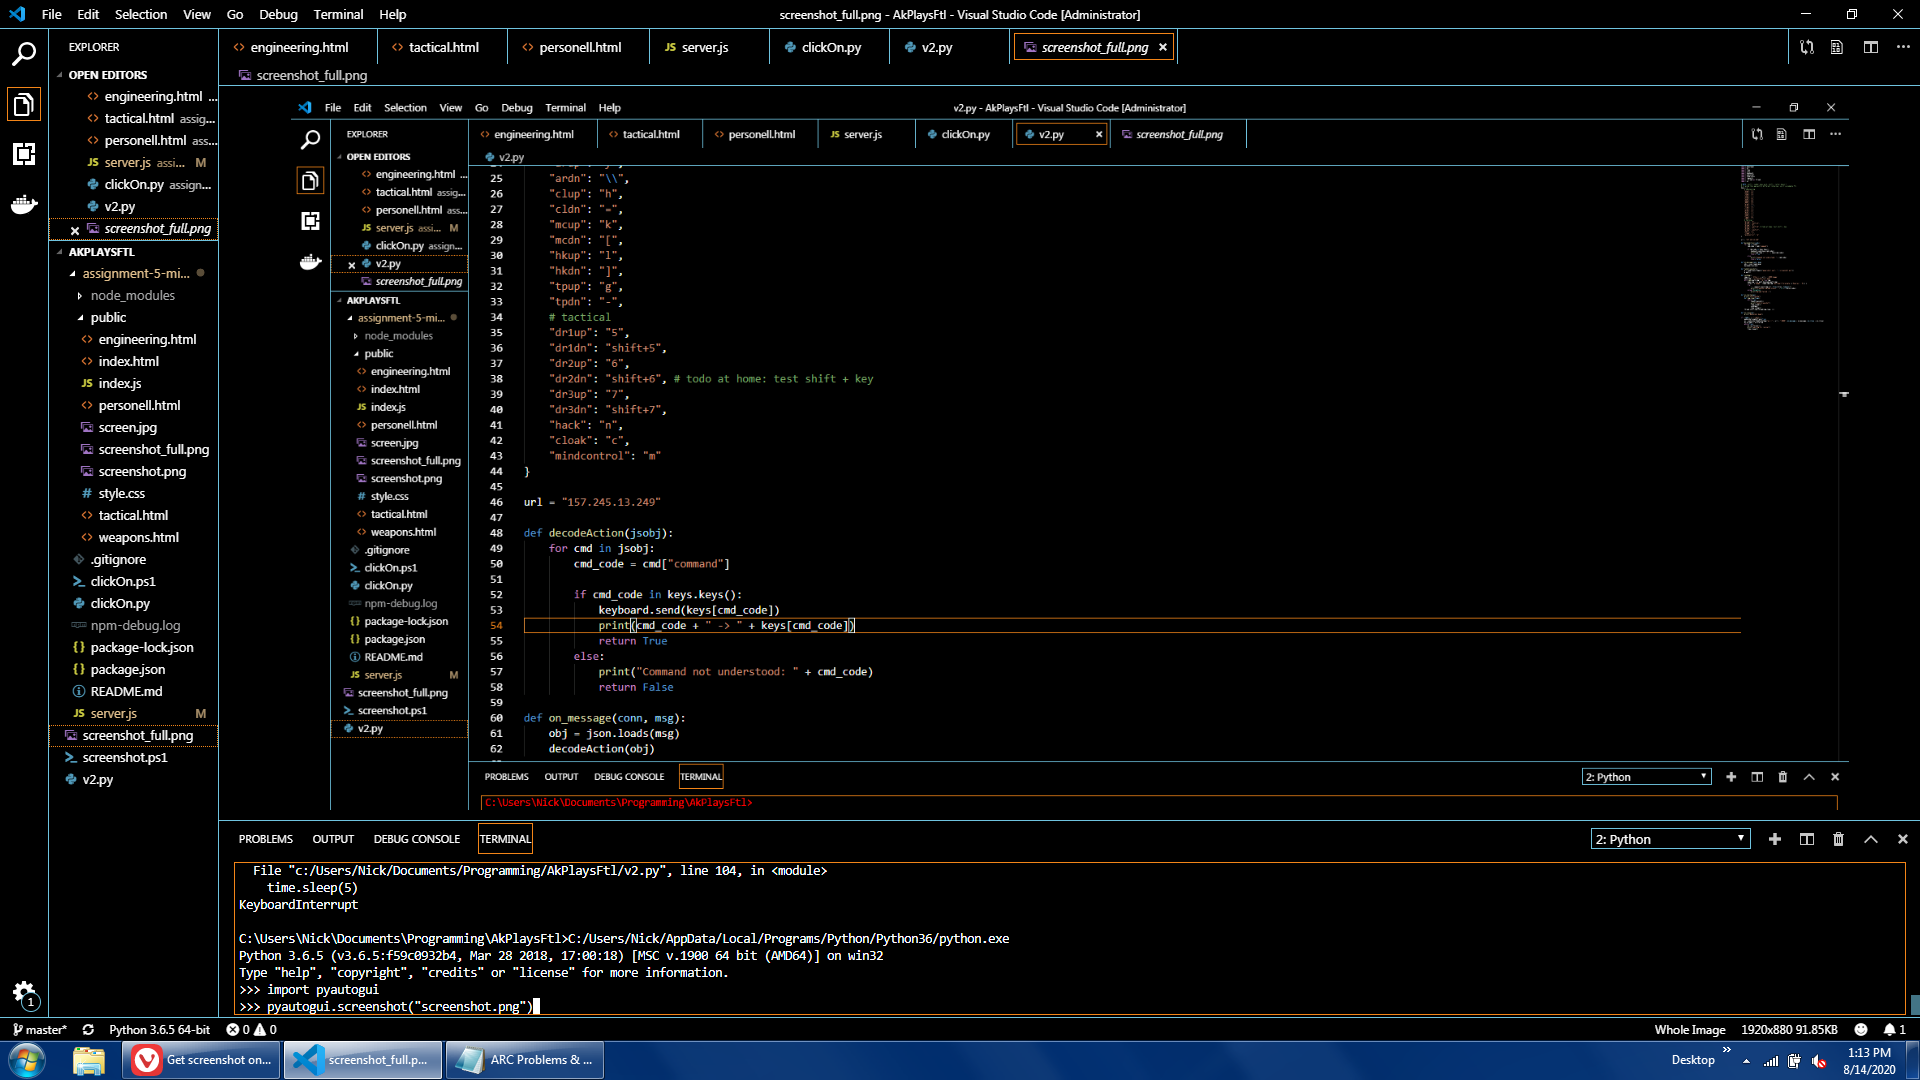 File Edit Selection View Go Debug Terminal Help
screenshot_full.png - AkPlaysFtl - Visual Studio Code [Administrator]
EXPLORER
engineering.html tactical.html personell.html server.js clickOn.py v2.py screenshot_full.png
OPEN EDITORS
engineering.html ...
tactical.html assig...
personell.html ass...
server.js assi... M
clickOn.py assign...
v2.py
screenshot_full.png
AKPLAYSFTL
assignment-5-mi...
node_modules
public
engineering.html
index.html
index.js
personell.html
screen.jpg
screenshot_full.png
screenshot.png
style.css
tactical.html
weapons.html
.gitignore
clickOn.ps1
clickOn.py
npm-debug.log
package-lock.json
package.json
README.md
server.js M
screenshot_full.png
screenshot.ps1
v2.py
screenshot_full.png
File Edit Selection View Go Debug Terminal Help
v2.py - AkPlaysFtl - Visual Studio Code [Administrator]
EXPLORER
engineering.html tactical.html personell.html server.js clickOn.py v2.py screenshot_full.png
OPEN EDITORS
engineering.html ...
tactical.html assig...
personell.html ass...
server.js assi... M
clickOn.py assign...
v2.py
screenshot_full.png
AKPLAYSFTL
assignment-5-mi...
node_modules
public
engineering.html
index.html
index.js
personell.html
screen.jpg
screenshot_full.png
screenshot.png
style.css
tactical.html
weapons.html
.gitignore
clickOn.ps1
clickOn.py
npm-debug.log
package-lock.json
package.json
README.md
server.js M
screenshot_full.png
screenshot.ps1
v2.py
v2.py
25 "ardn": "\\",
26 "clup": "h",
27 "cldn": "=",
28 "mcup": "k",
29 "mcdn": "[",
30 "hkup": "l",
31 "hkdn": "]",
32 "tpup": "g",
33 "tpdn": "-",
34 # tactical
35 "dr1up": "5",
36 "dr1dn": "shift+5",
37 "dr2up": "6",
38 "dr2dn": "shift+6", # todo at home: test shift + key
39 "dr3up": "7",
40 "dr3dn": "shift+7",
41 "hack": "n",
42 "cloak": "c",
43 "mindcontrol": "m"
44 }
45
46 url = "157.245.13.249"
47
48 def decodeAction(jsobj):
49 for cmd in jsobj:
50 cmd_code = cmd["command"]
51
52 if cmd_code in keys.keys():
53 keyboard.send(keys[cmd_code])
54 print(cmd_code + " -> " + keys[cmd_code])
55 return True
56 else:
57 print("Command not understood: " + cmd_code)
58 return False
59
60 def on_message(conn, msg):
61 obj = json.loads(msg)
62 decodeAction(obj)
PROBLEMS OUTPUT DEBUG CONSOLE TERMINAL 2: Python
C:\Users\Nick\Documents\Programming\AkPlaysFtl>
PROBLEMS OUTPUT DEBUG CONSOLE TERMINAL 2: Python
File "c:/Users/Nick/Documents/Programming/AkPlaysFtl/v2.py", line 104, in <module>
time.sleep(5)
KeyboardInterrupt
C:\Users\Nick\Documents\Programming\AkPlaysFtl>C:/Users/Nick/AppData/Local/Programs/Python/Python36/python.exe
Python 3.6.5 (v3.6.5:f59c0932b4, Mar 28 2018, 17:00:18) [MSC v.1900 64 bit (AMD64)] on win32
Type "help", "copyright", "credits" or "license" for more information.
>>> import pyautogui
>>> pyautogui.screenshot("screenshot.png")
1
master* Python 3.6.5 64-bit 0 0 Whole Image 1920x880 91.85KB 1
Get screenshot on... screenshot_full.p... ARC Problems & ... Desktop 1:13 PM
8/14/2020